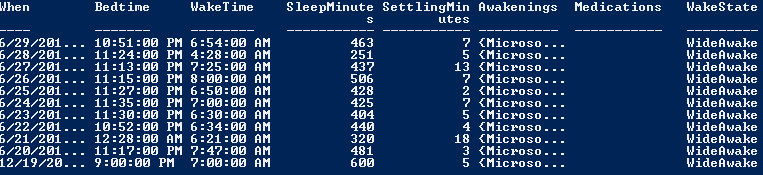 When Bedtime WakeTime SleepMinute SettlingMin Awakenings Medications WakeState
s utes
---- ------- -------- ----------- ----------- ---------- ----------- ---------
6/29/201... 10:51:00 PM 6:54:00 AM 463 7 {Microso... WideAwake
6/28/201... 11:24:00 PM 4:28:00 AM 251 5 {Microso... WideAwake
6/27/201... 11:13:00 PM 7:25:00 AM 437 13 {Microso... WideAwake
6/26/201... 11:15:00 PM 8:00:00 AM 506 7 {Microso... WideAwake
6/25/201... 11:27:00 PM 6:50:00 AM 428 2 {Microso... WideAwake
6/24/201... 11:35:00 PM 7:00:00 AM 425 7 {Microso... WideAwake
6/23/201... 11:30:00 PM 6:30:00 AM 404 5 {Microso... WideAwake
6/22/201... 10:52:00 PM 6:34:00 AM 440 4 {Microso... WideAwake
6/21/201... 12:28:00 AM 6:21:00 AM 320 18 {Microso... WideAwake
6/20/201... 11:17:00 PM 7:47:00 AM 481 3 {Microso... WideAwake
12/19/20... 9:00:00 PM 7:00:00 AM 600 5 {Microso... WideAwake